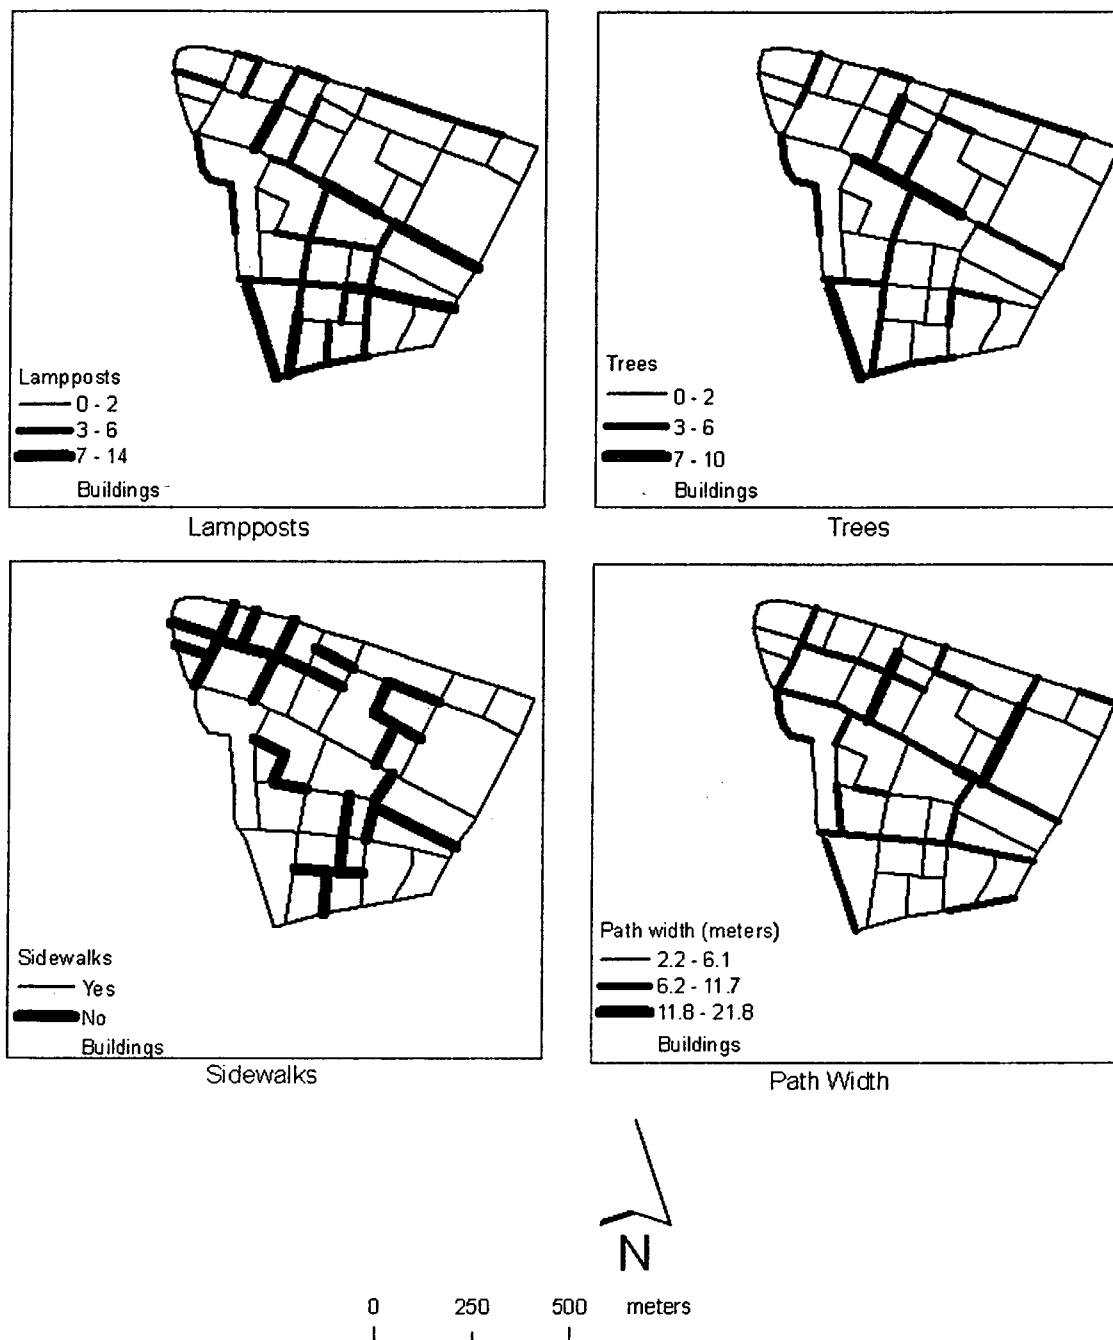 Lampposts
0 - 2
3 - 6
7 - 14
Buildings
Lampposts
Trees
0 - 2
3 - 6
7 - 10
Buildings
Trees
Sidewalks
Yes
No
Buildings
Sidewalks
Path width (meters)
2.2 - 6.1
6.2 - 11.7
11.8 - 21.8
Buildings
Path Width
N
0 250 500 meters